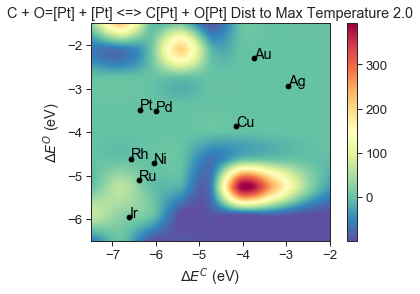 C + O=[Pt] + [Pt] <=> C[Pt] + O[Pt] Dist to Max Temperature 2.0
−2
−3
−4
−5
−6
ΔE^O (eV)
Au
Ag
Pt
Pd
Cu
Rh
Ni
Ru
Ir
−7
−6
−5
−4
−3
−2
ΔE^C (eV)
300
200
100
0